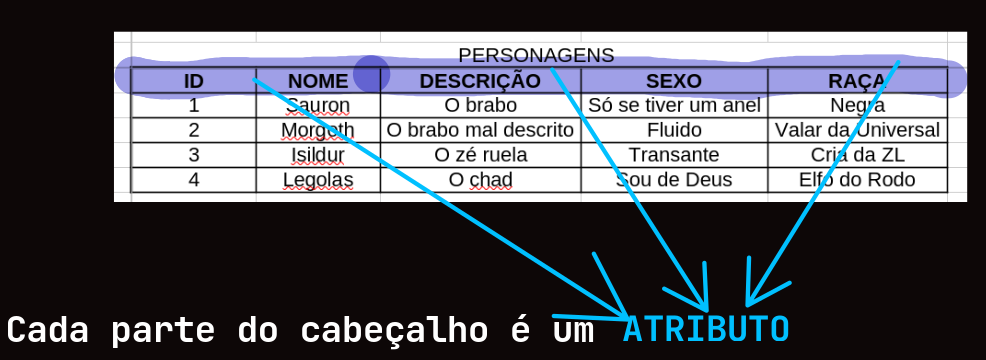 PERSONAGENS
ID NOME DESCRIÇÃO SEXO RAÇA
1 Sauron O brabo Só se tiver um anel Negra
2 Morgoth O brabo mal descrito Fluido Valar da Universal
3 Isildur O zé ruela Transante Cria da ZL
4 Legolas O chad Sou de Deus Elfo do Rodo
Cada parte do cabeçalho é um ATRIBUTO